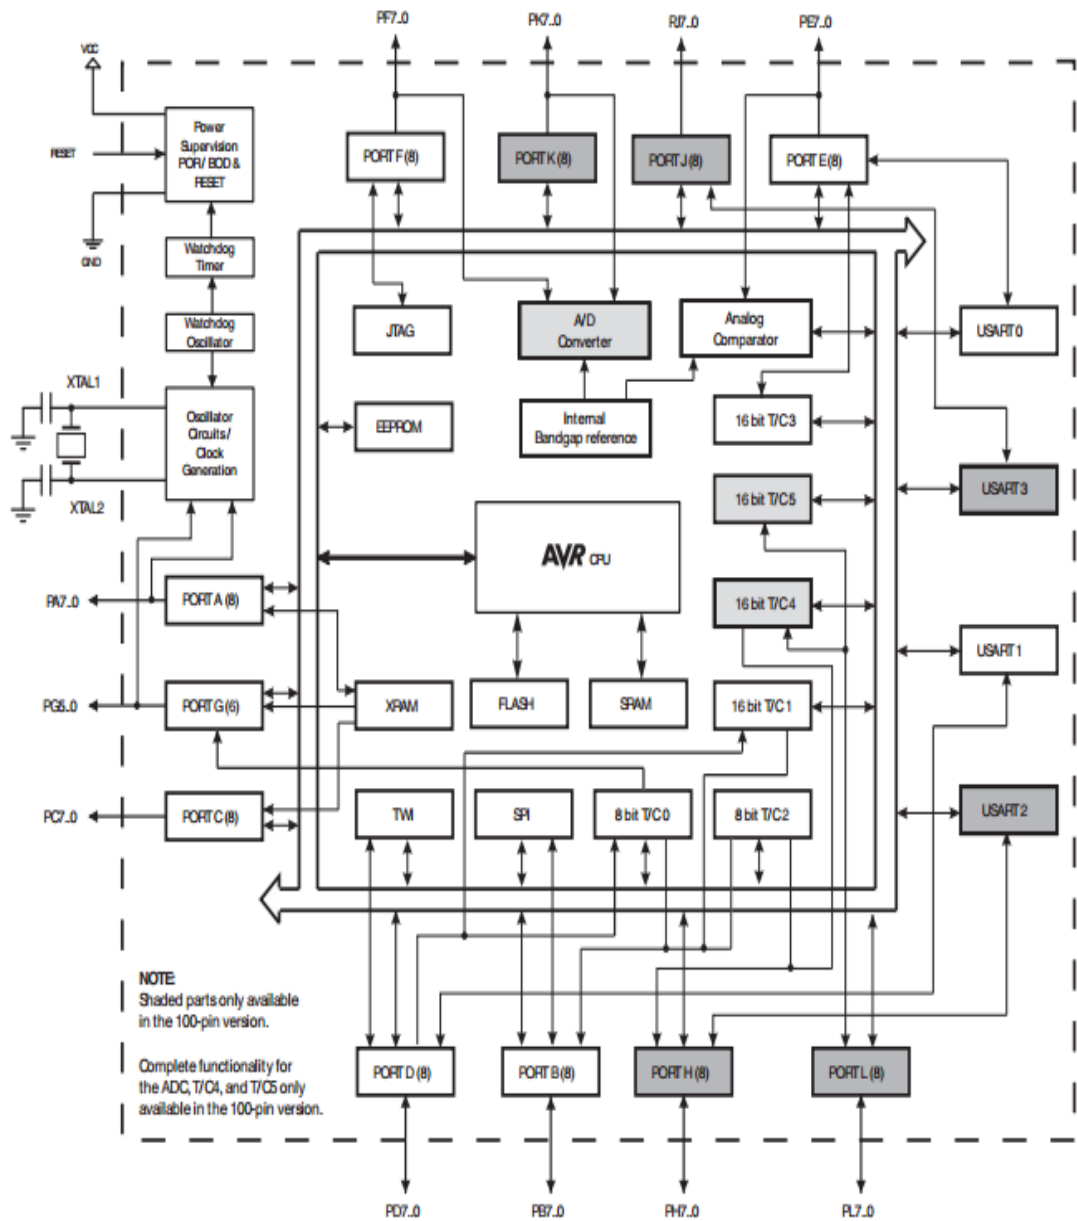 PF7..0
PK7..0
PJ7..0
PE7..0
VCC
RESET
GND
Power
Supervision
POR/ BOD &
RESET
PORT F (8)
PORT K (8)
PORT J (8)
PORT E (8)
Watchdog
Timer
Watchdog
Oscillator
XTAL1
XTAL2
Oscillator
Circuits/
Clock
Generation
JTAG
A/D
Converter
Analog
Comparator
USART 0
EEPROM
Internal
Bandgap reference
16 bit T/C3
16 bit T/C5
USART 3
AVR CPU
16 bit T/C4
PA7..0
PORT A (8)
USART 1
PG5..0
PORT G (6)
XRAM
FLASH
SRAM
16 bit T/C1
PC7..0
PORT C (8)
TWI
SPI
8 bit T/C0
8 bit T/C2
USART 2
NOTE:
Shaded parts only available
in the 100-pin version.
Complete functionality for
the ADC, T/C4, and T/C5 only
available in the 100-pin version.
PORT D (8)
PORT B (8)
PORT H (8)
PORT L (8)
PD7..0
PB7..0
PH7..0
PL7..0